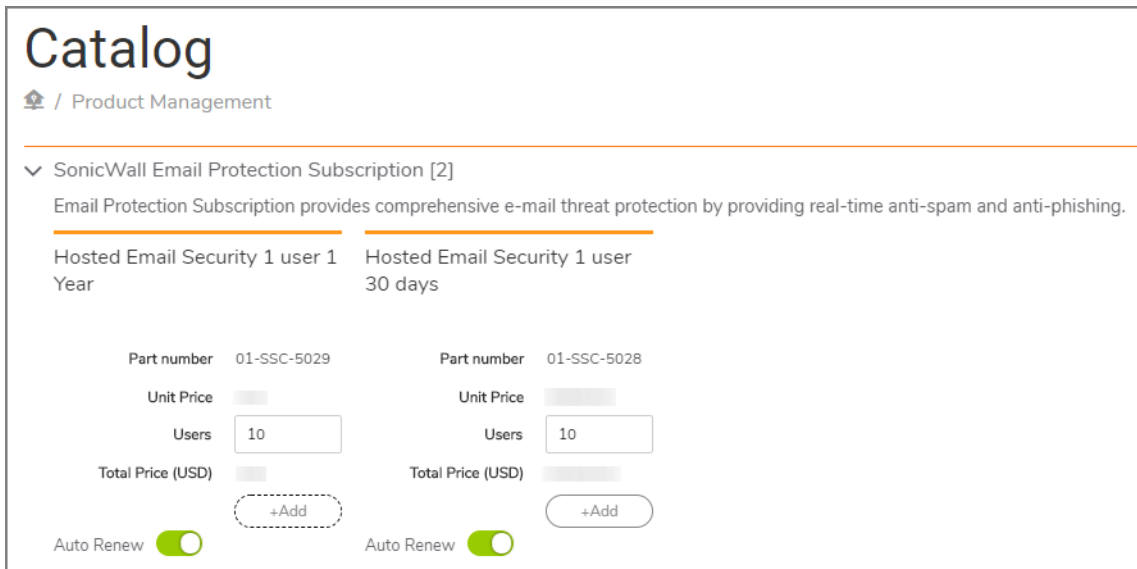 Catalog
/ Product Management
SonicWall Email Protection Subscription [2]
Email Protection Subscription provides comprehensive e-mail threat protection by providing real-time anti-spam and anti-phishing.
Hosted Email Security 1 user 1
Year
Part number 01-SSC-5029
Unit Price
Users 10
Total Price (USD)
+Add
Auto Renew
Hosted Email Security 1 user
30 days
Part number 01-SSC-5028
Unit Price
Users 10
Total Price (USD)
+Add
Auto Renew